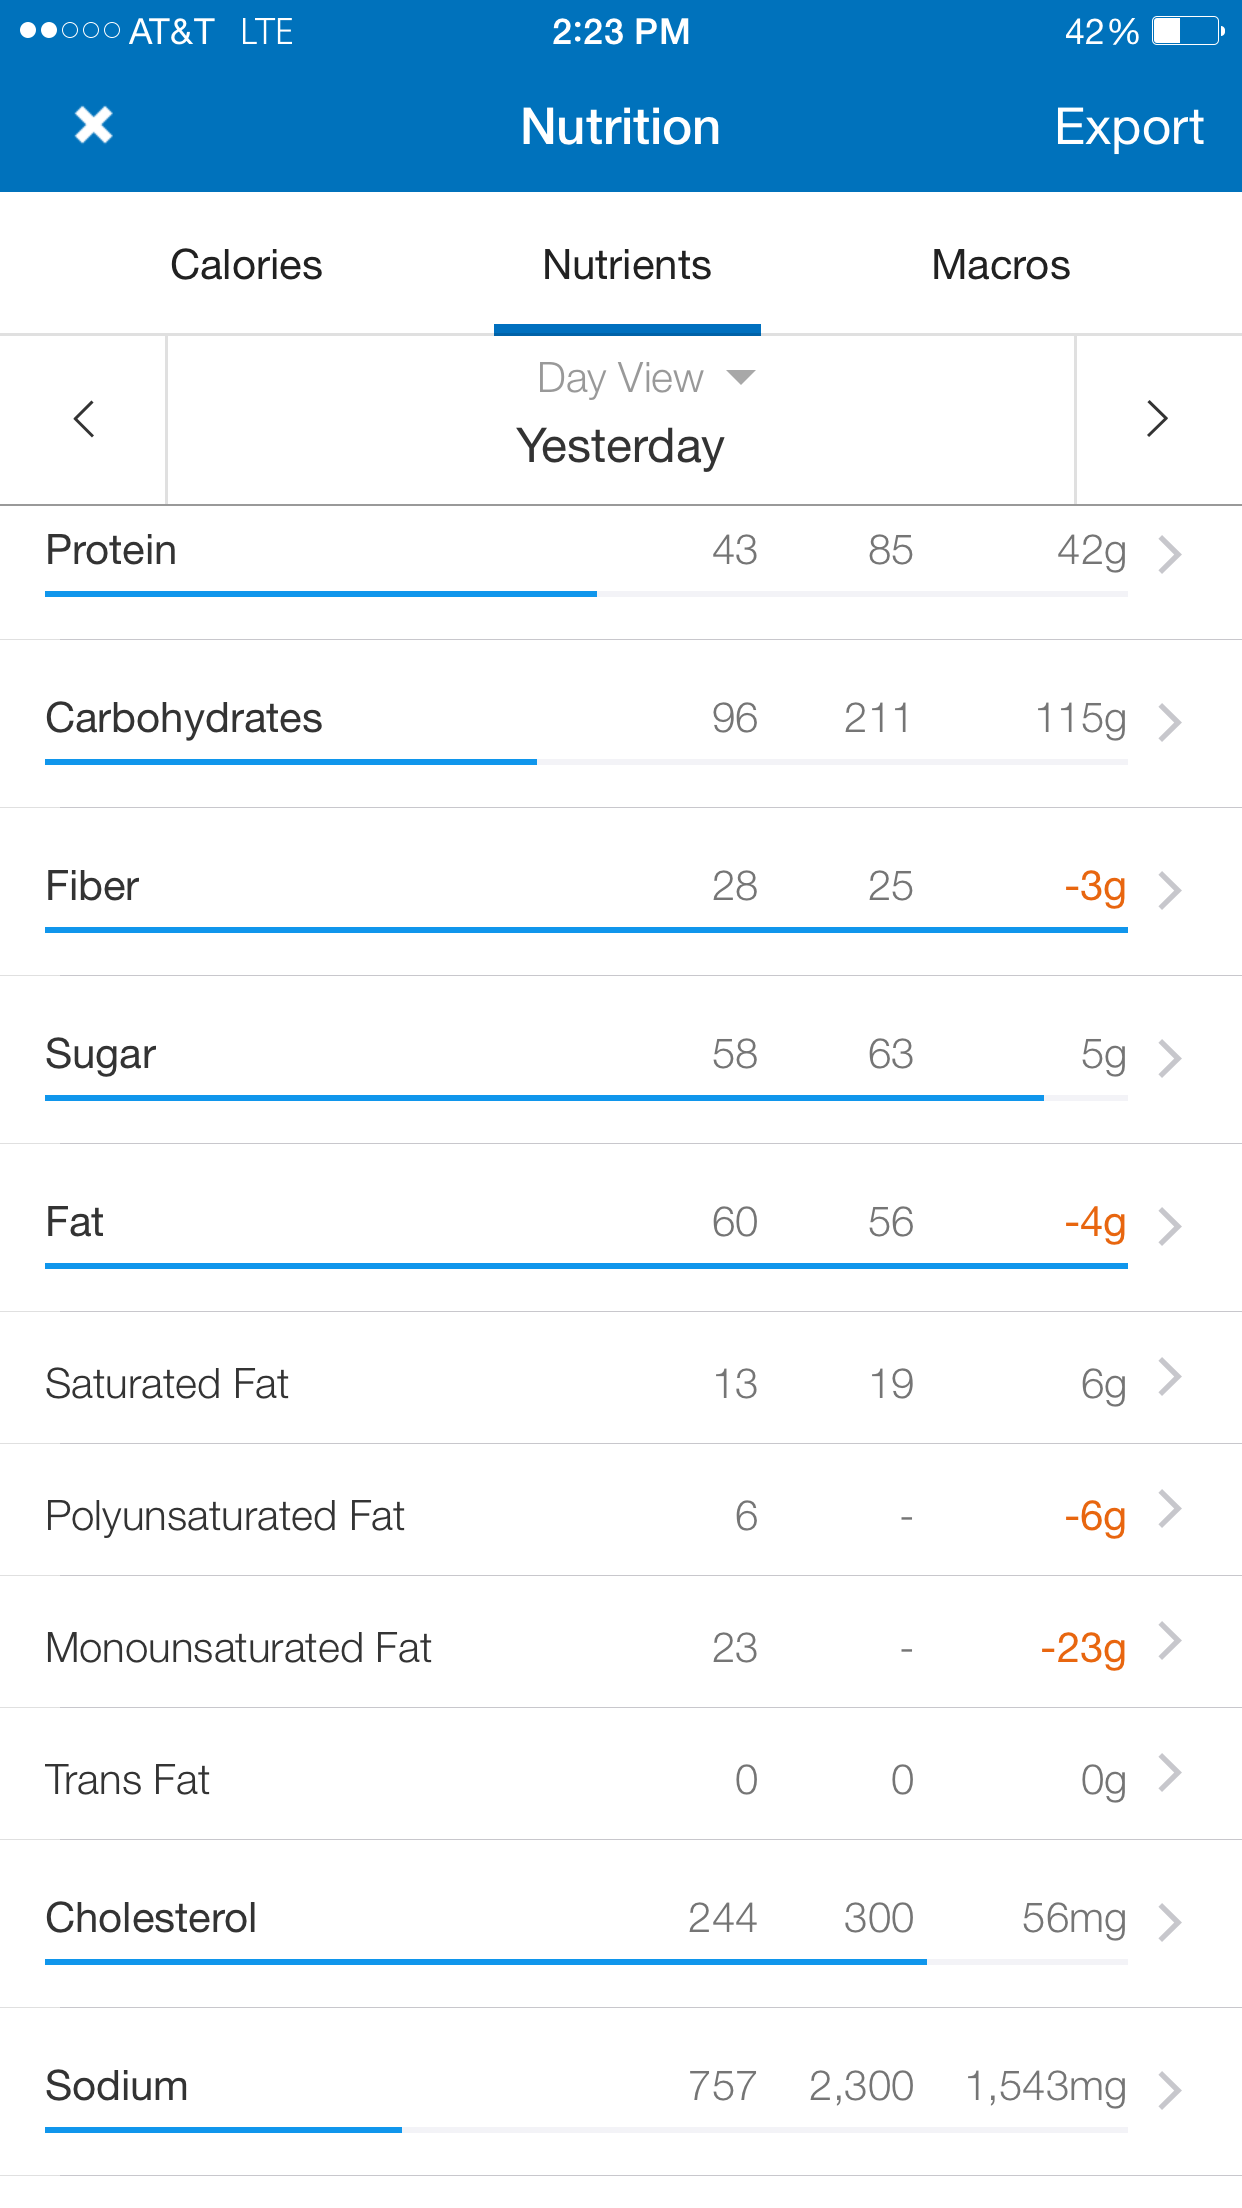 AT&T LTE 2:23 PM 42%
Nutrition Export
Calories Nutrients Macros
Day View
Yesterday
Protein 43 85 42g
Carbohydrates 96 211 115g
Fiber 28 25 -3g
Sugar 58 63 5g
Fat 60 56 -4g
Saturated Fat 13 19 6g
Polyunsaturated Fat 6 - -6g
Monounsaturated Fat 23 - -23g
Trans Fat 0 0 0g
Cholesterol 244 300 56mg
Sodium 757 2,300 1,543mg